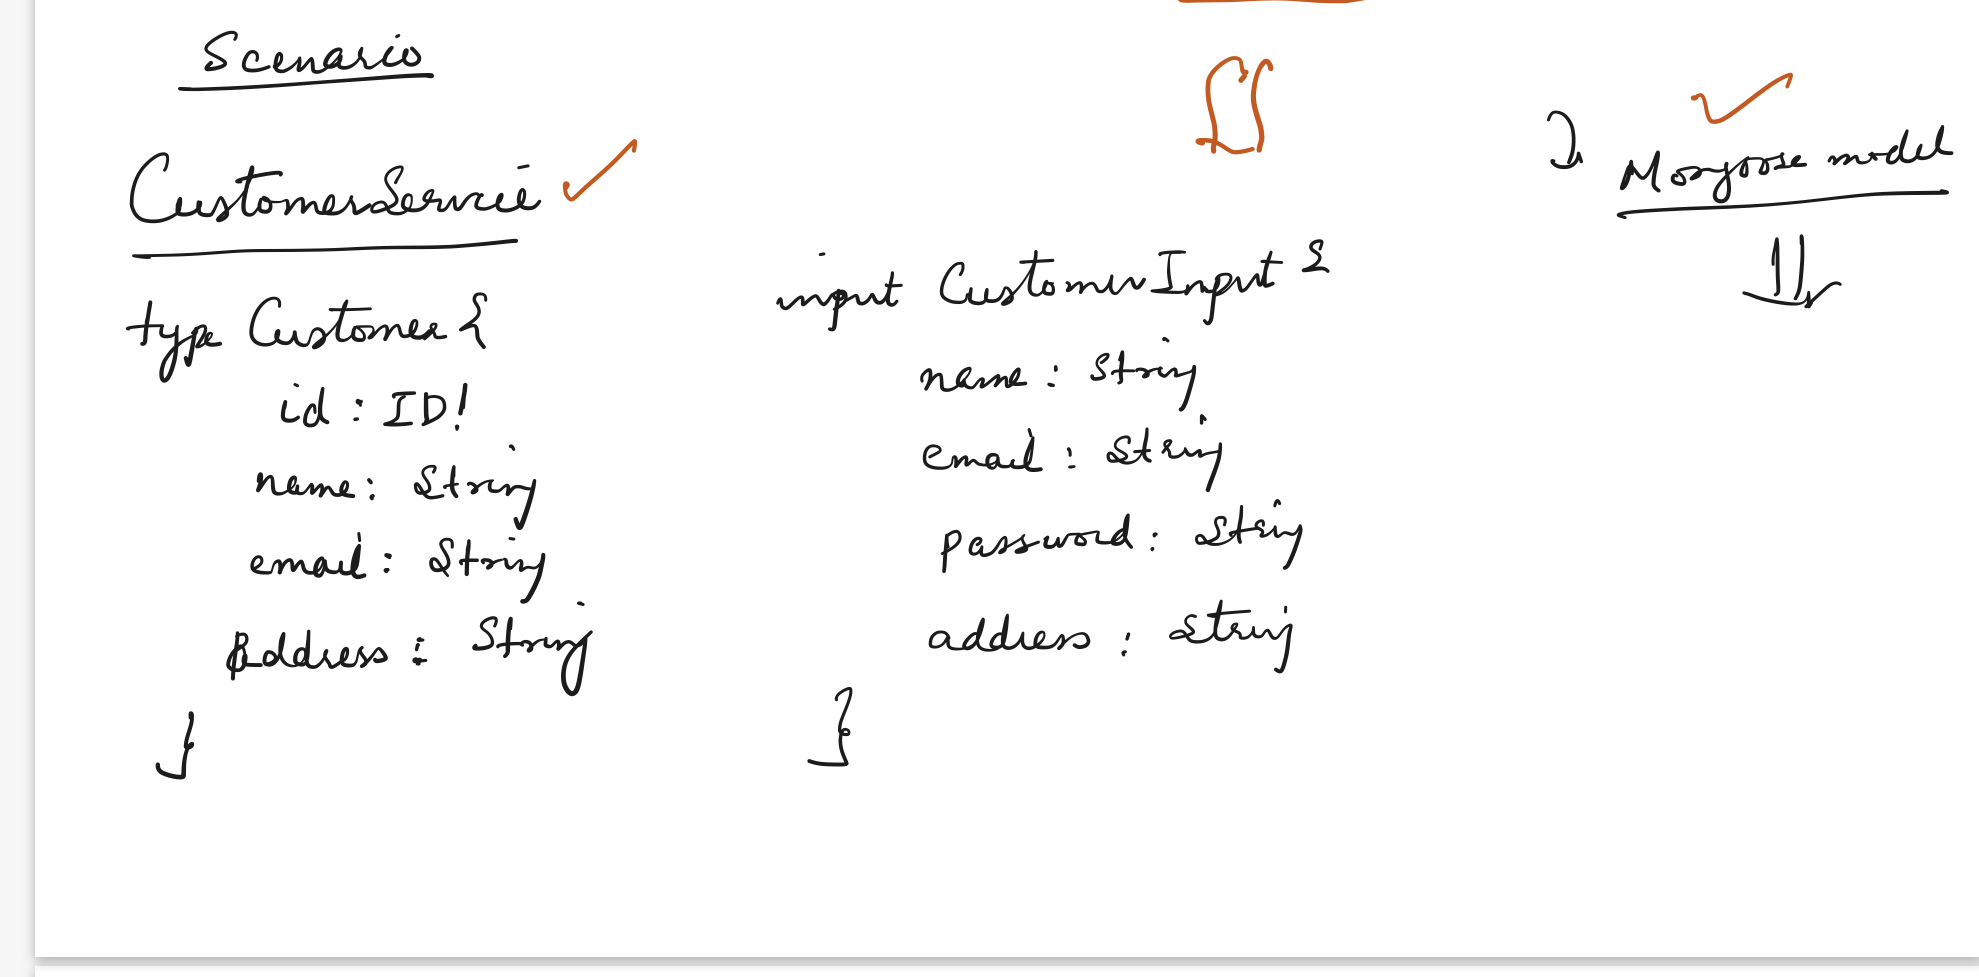 Scenario
CustomerService
type Customer {
id : ID!
name : String
email : String
Address : String
}
input CustomerInput {
name : String
email : String
password : String
address : String
}
2. Mongoose model